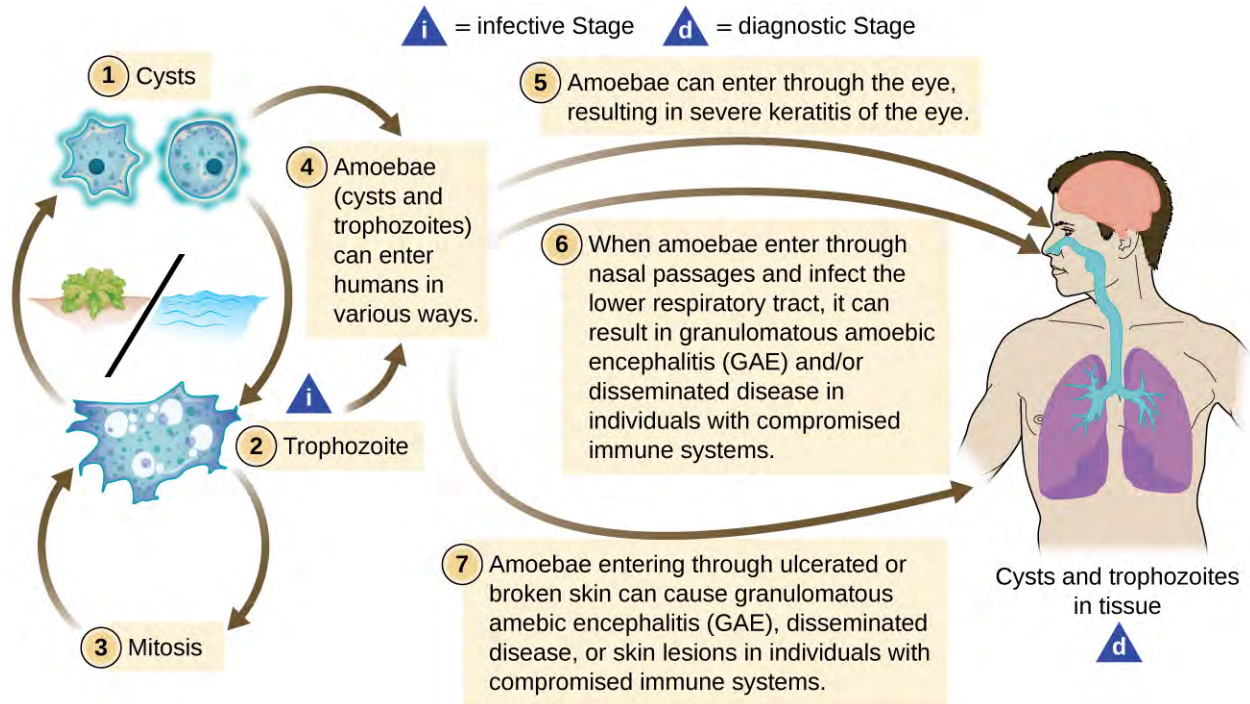 i = infective Stage
d = diagnostic Stage
1 Cysts
4 Amoebae
(cysts and
trophozoites)
can enter
humans in
various ways.
i
2 Trophozoite
3 Mitosis
5 Amoebae can enter through the eye,
resulting in severe keratitis of the eye.
6 When amoebae enter through
nasal passages and infect the
lower respiratory tract, it can
result in granulomatous amoebic
encephalitis (GAE) and/or
disseminated disease in
individuals with compromised
immune systems.
7 Amoebae entering through ulcerated or
broken skin can cause granulomatous
amebic encephalitis (GAE), disseminated
disease, or skin lesions in individuals with
compromised immune systems.
Cysts and trophozoites
in tissue
d